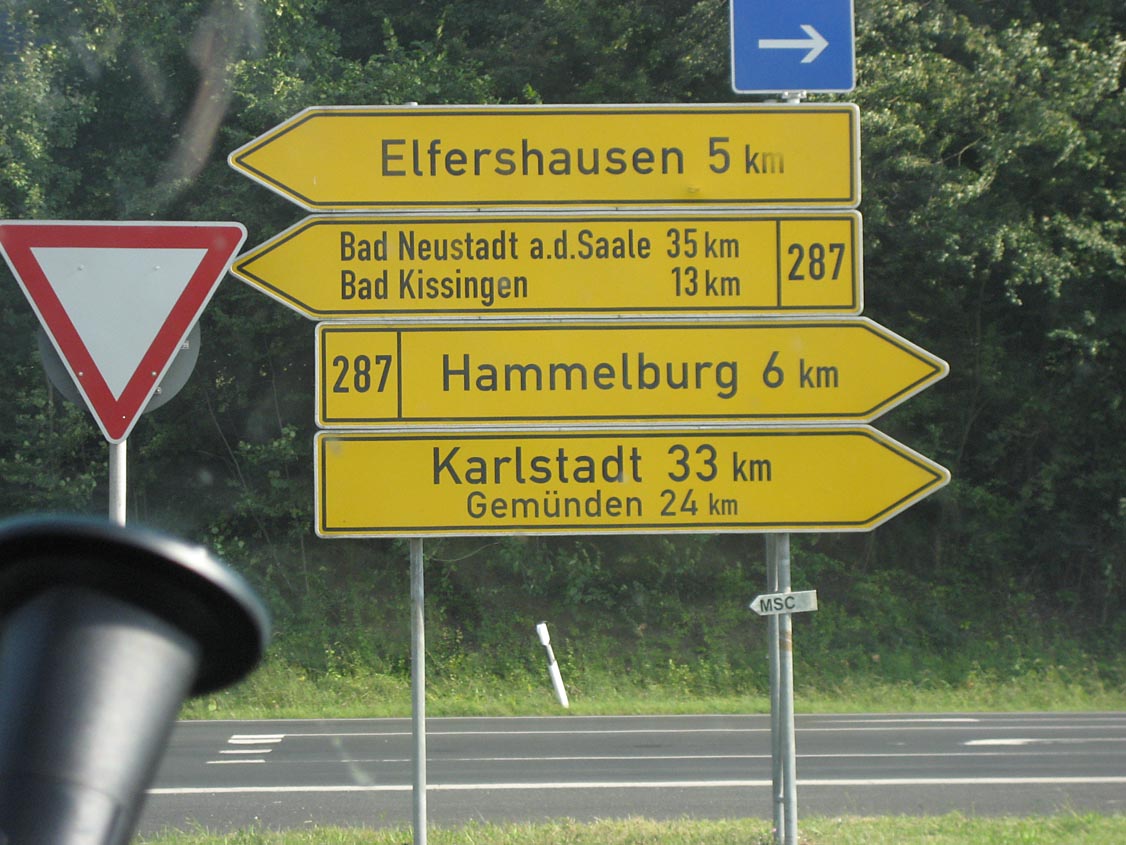 Elfershausen 5 km
Bad Neustadt a.d.Saale 35 km
Bad Kissingen 13 km
287
287
Hammelburg 6 km
Karlstadt 33 km
Gemünden 24 km
MSC